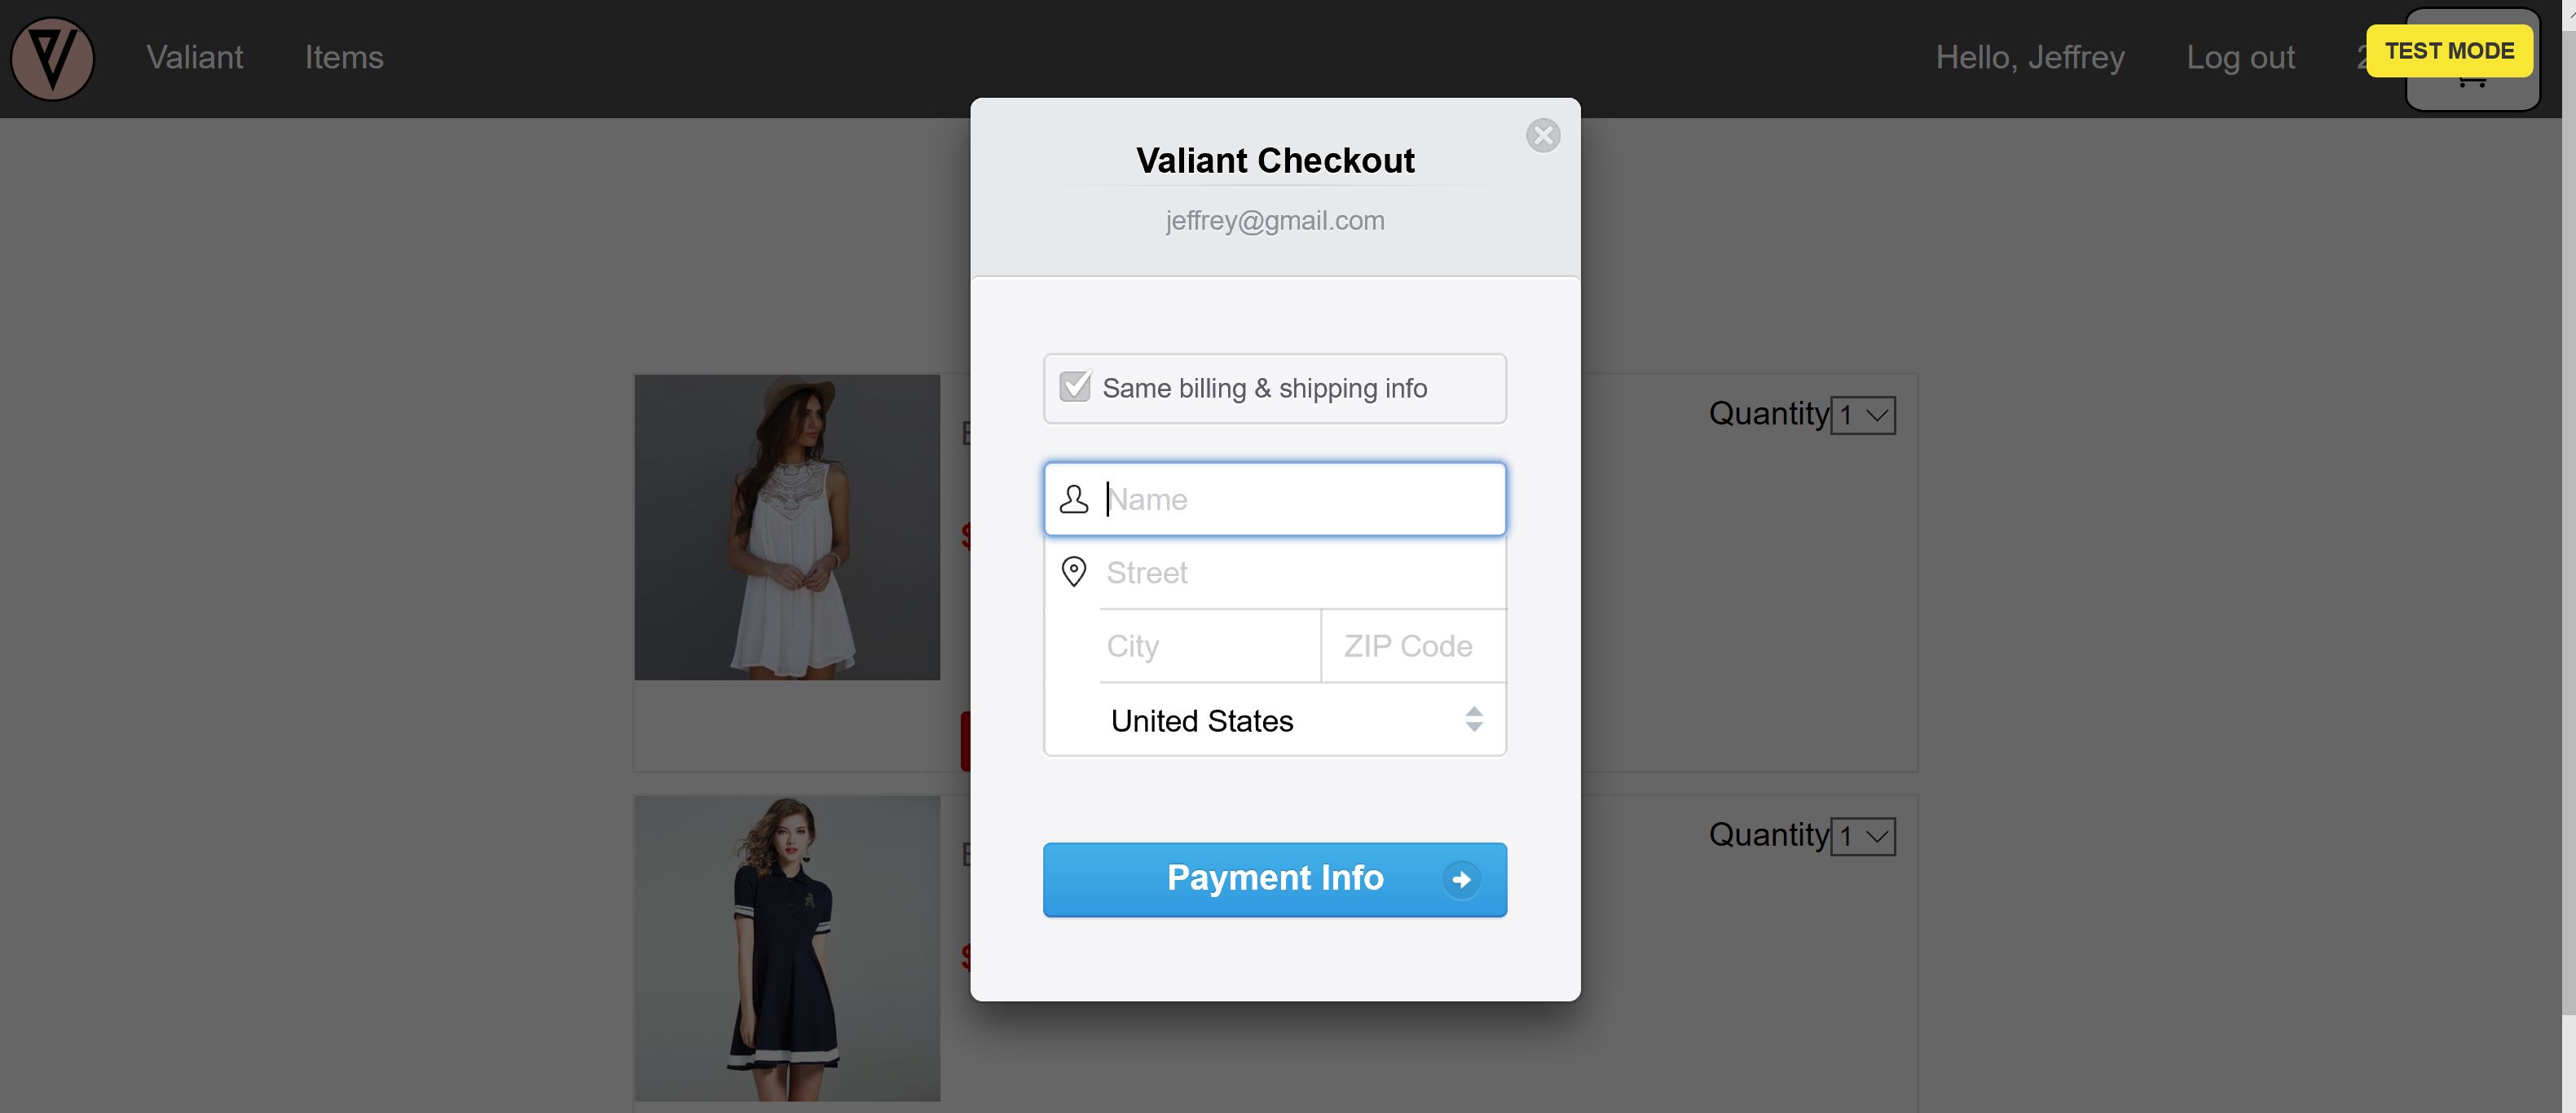 Valiant Items Hello, Jeffrey Log out TEST MODE
Valiant Checkout
jeffrey@gmail.com
Same billing & shipping info
Quantity 1
Name
Street
City ZIP Code
United States
Quantity 1
Payment Info